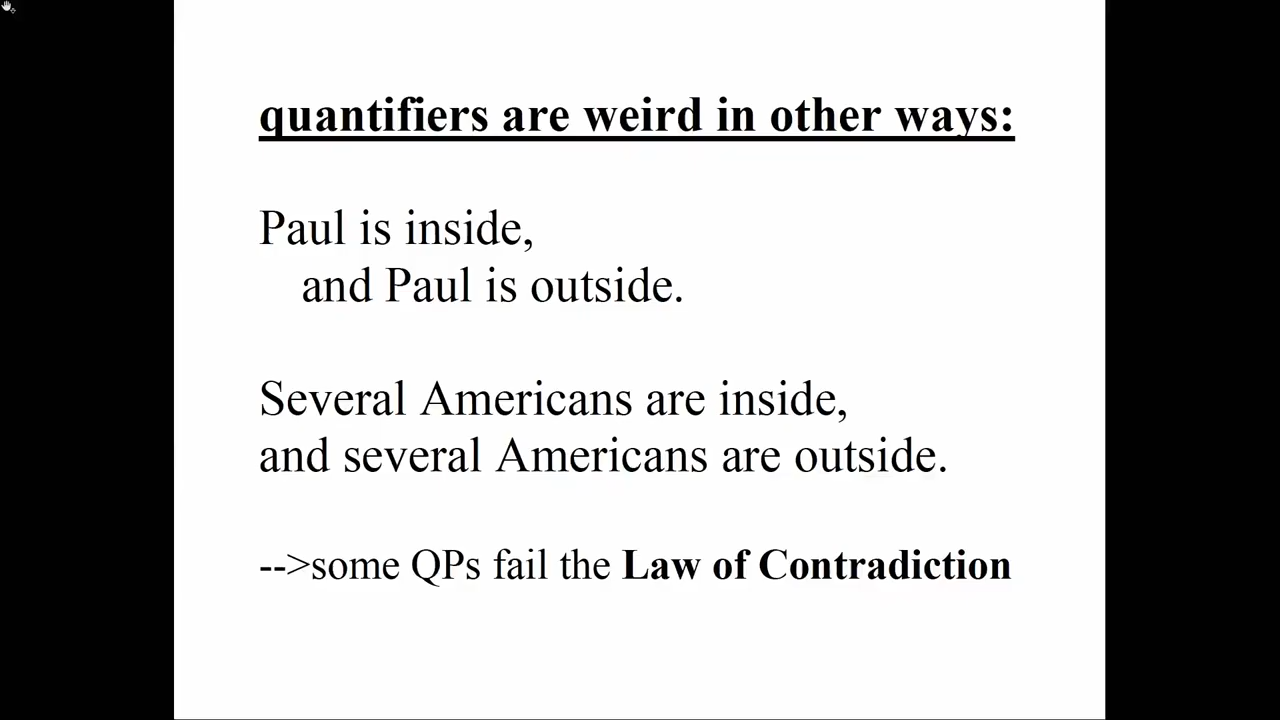 quantifiers are weird in other ways:
Paul is inside,
and Paul is outside.
Several Americans are inside,
and several Americans are outside.
-->some QPs fail the Law of Contradiction